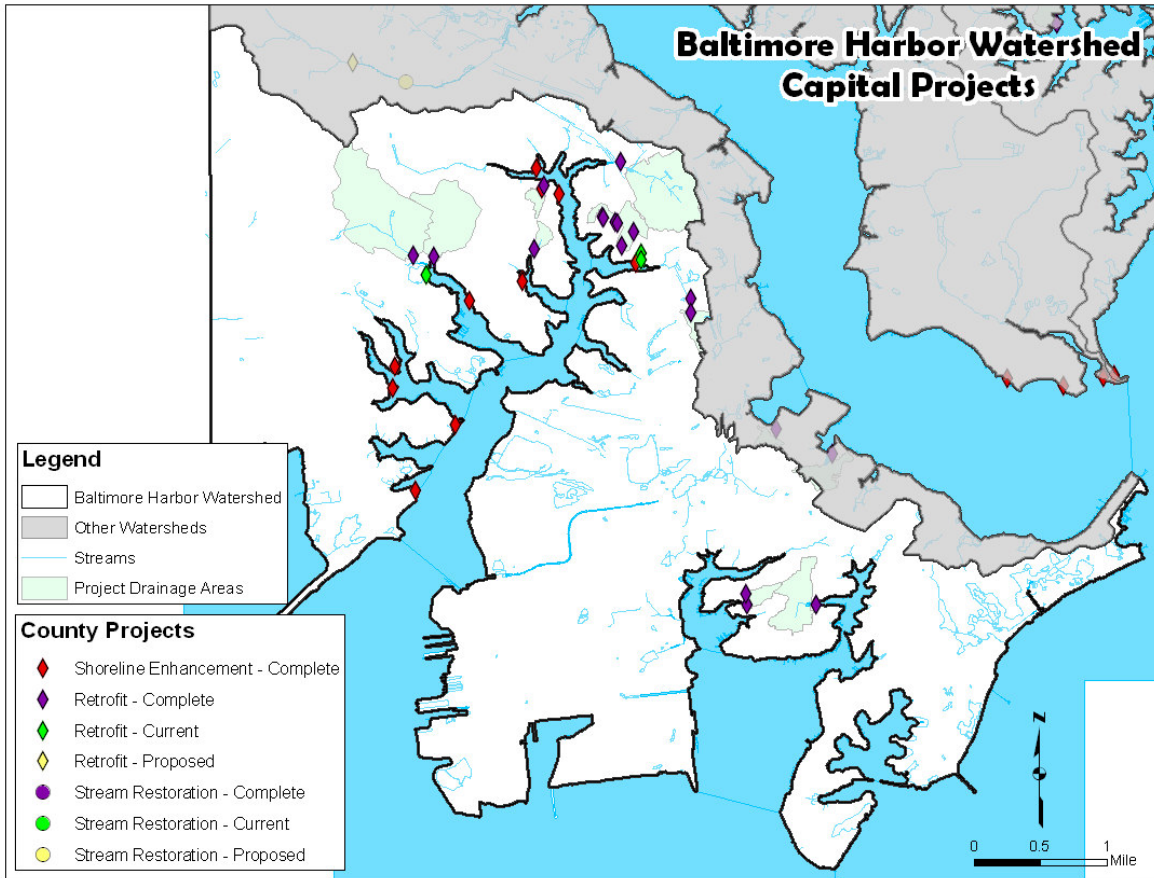 Baltimore Harbor Watershed
Capital Projects
Legend
Baltimore Harbor Watershed
Other Watersheds
Streams
Project Drainage Areas
County Projects
Shoreline Enhancement - Complete
Retrofit - Complete
Retrofit - Current
Retrofit - Proposed
Stream Restoration - Complete
Stream Restoration - Current
Stream Restoration - Proposed
N
0 0.5 1
Mile